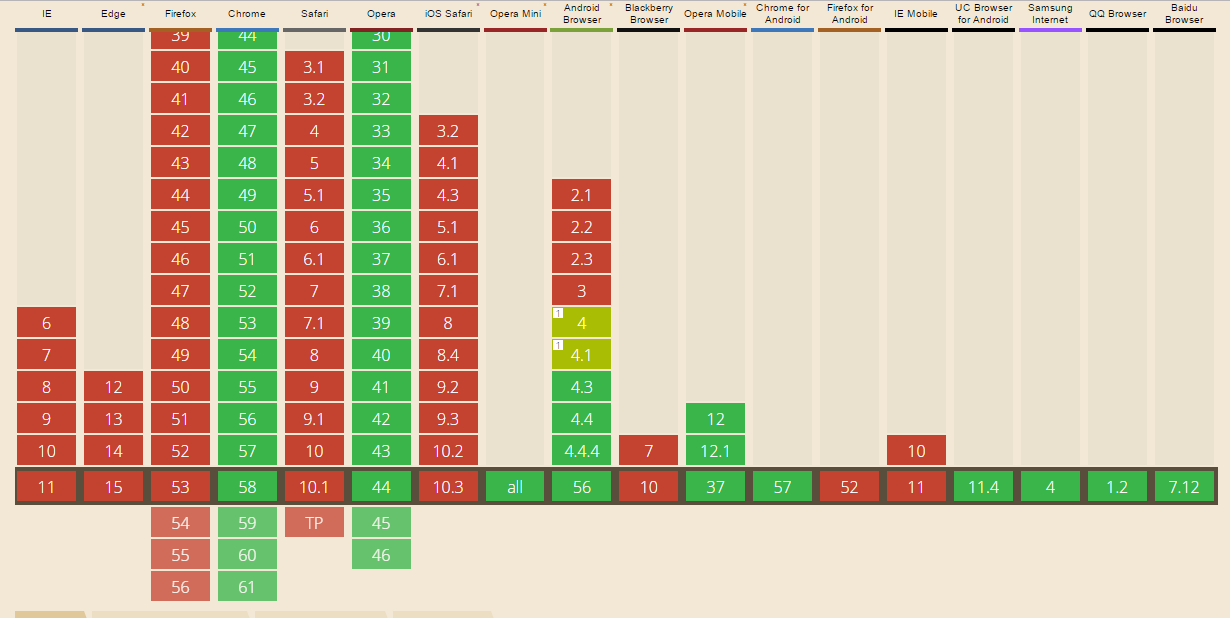 IE Edge Firefox Chrome Safari Opera iOS Safari Opera Mini Android Browser Blackberry Browser Opera Mobile Chrome for Android Firefox for Android IE Mobile UC Browser for Android Samsung Internet QQ Browser Baidu Browser
39 44 30
40 45 3.1 31
41 46 3.2 32
42 47 4 33 3.2
43 48 5 34 4.1
44 49 5.1 35 4.3 2.1
45 50 6 36 5.1 2.2
46 51 6.1 37 6.1 2.3
47 52 7 38 7.1 3
6 48 53 7.1 39 8 1 4
7 49 54 8 40 8.4 1 4.1
8 12 50 55 9 41 9.2 4.3
9 13 51 56 9.1 42 9.3 4.4 12
10 14 52 57 10 43 10.2 4.4.4 7 12.1 10
11 15 53 58 10.1 44 10.3 all 56 10 37 57 52 11 11.4 4 1.2 7.12
54 59 TP 45
55 60 46
56 61